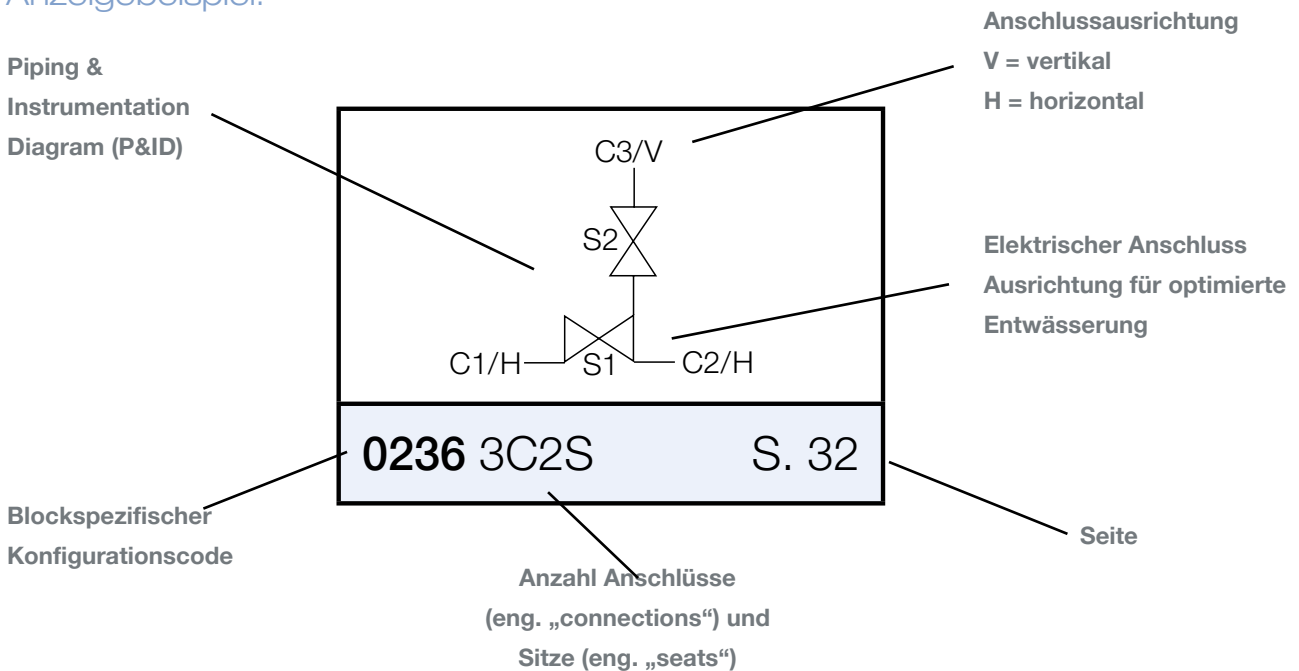 Anzeigebeispiel:
Anschlussausrichtung
V = vertikal
H = horizontal
Piping &
Instrumentation
Diagram (P&ID)
C3/V
S2
Elektrischer Anschluss
Ausrichtung für optimierte
Entwässerung
C1/H
S1
C2/H
0236 3C2S
S. 32
Blockspezifischer
Konfigurationscode
Seite
Anzahl Anschlüsse
(eng. „connections“) und
Sitze (eng. „seats“)